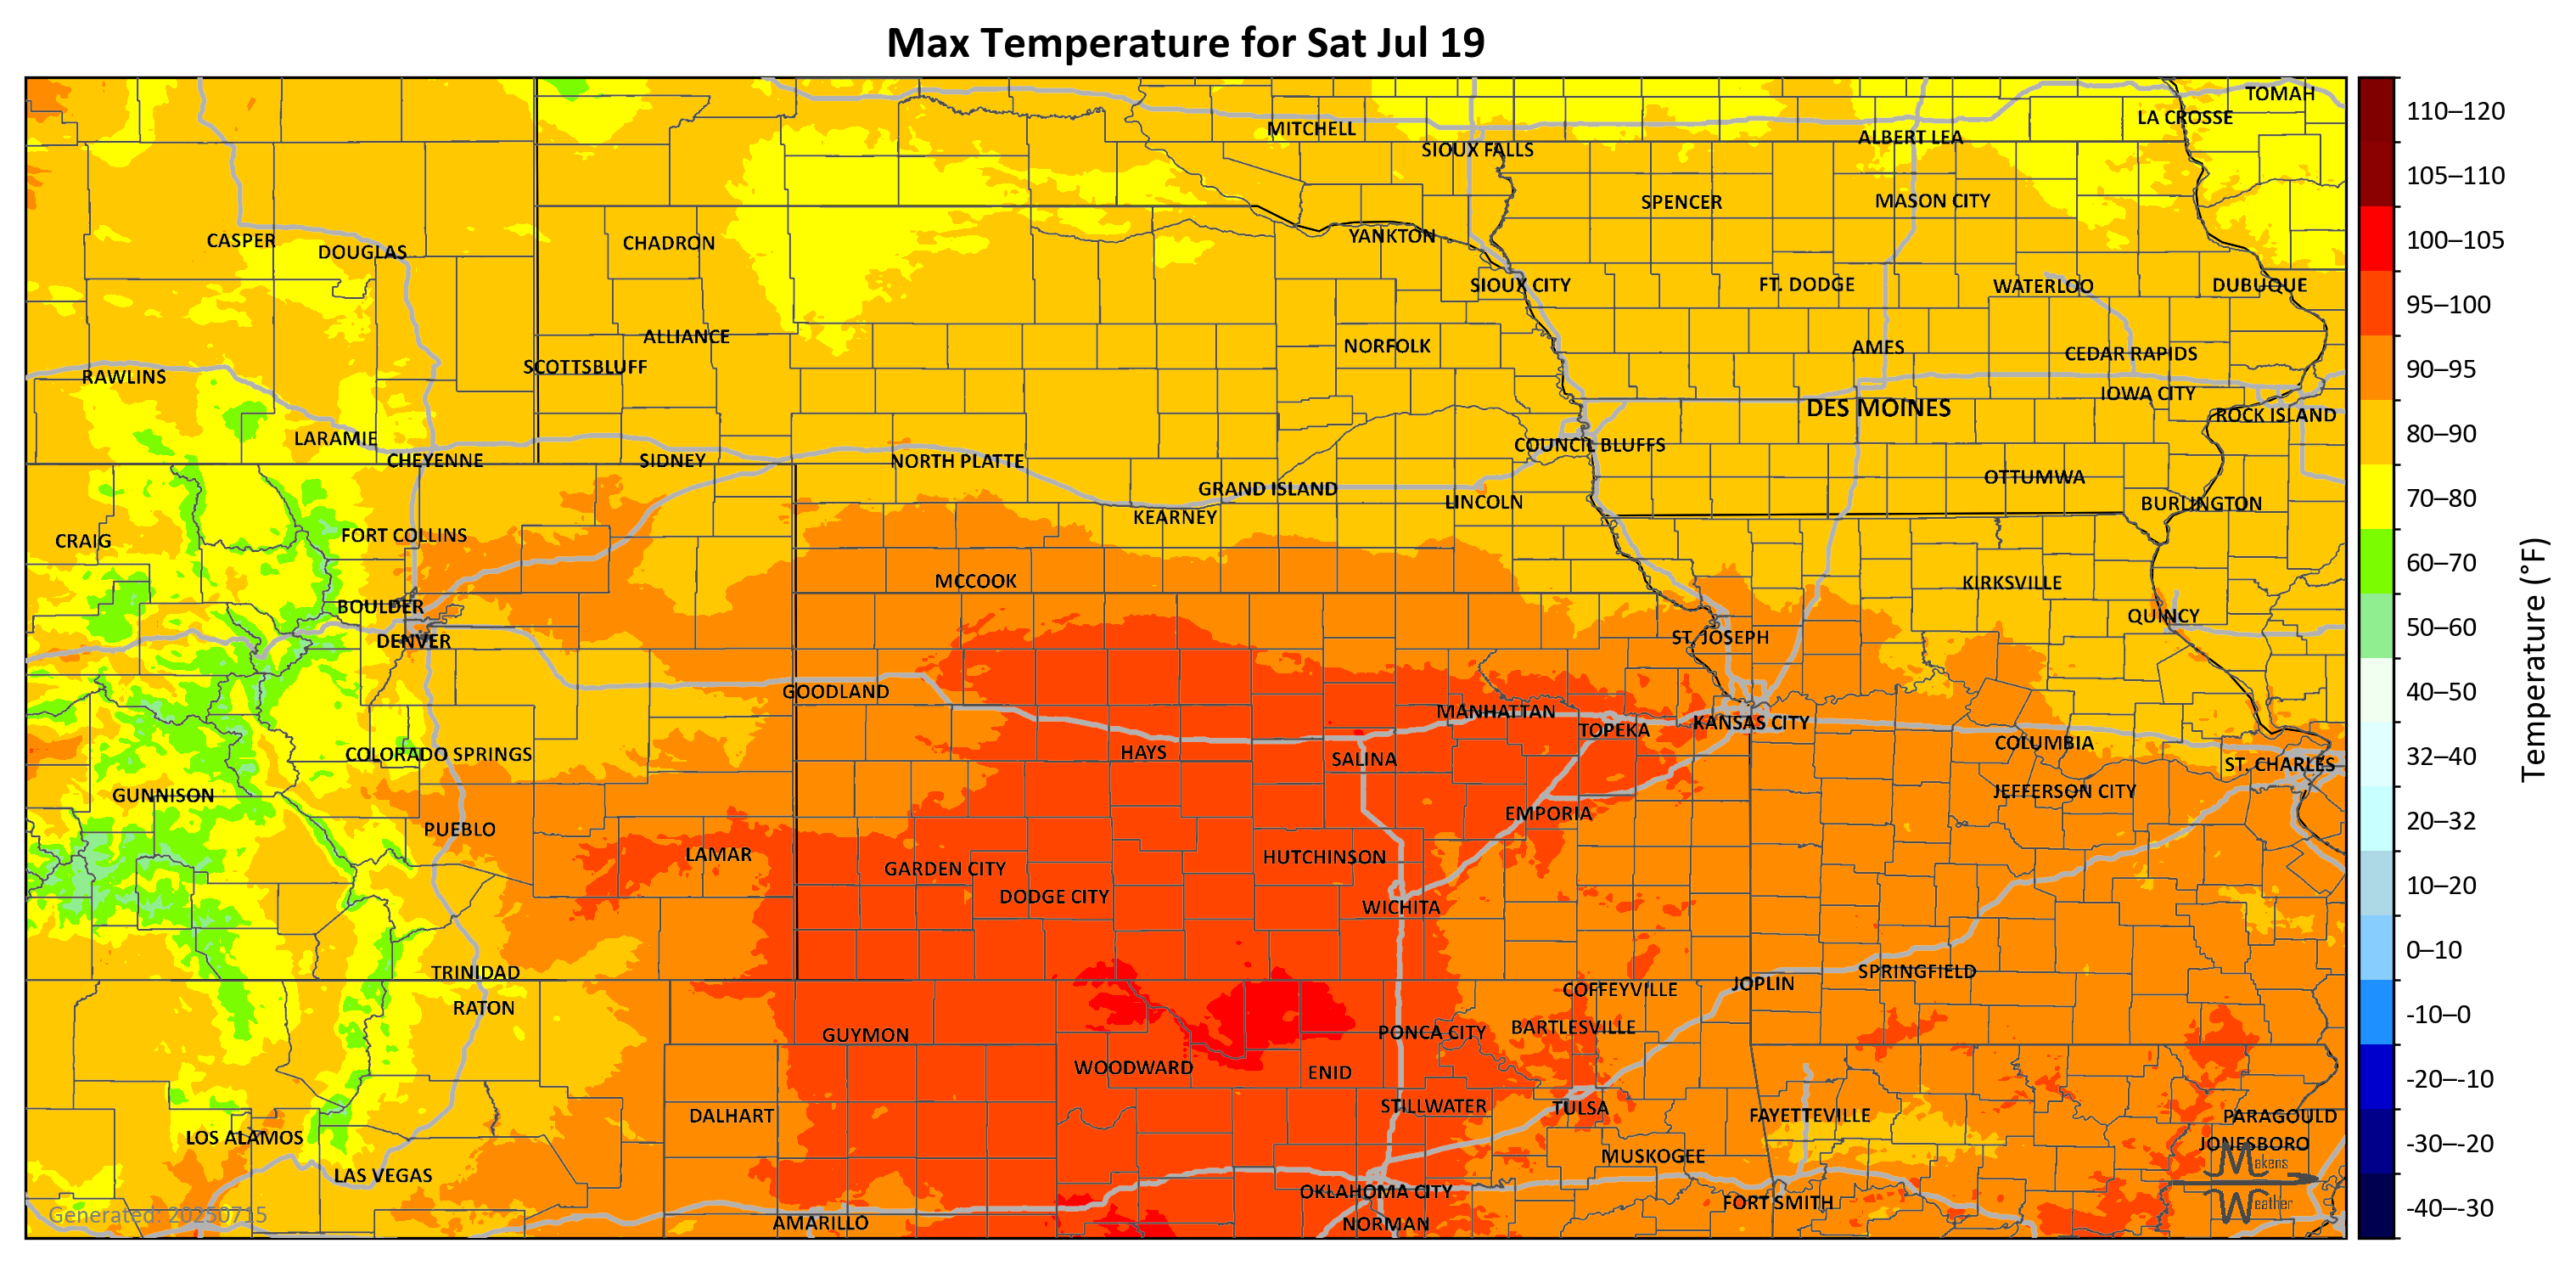 Max Temperature for Sat Jul 19
TOMAH
LA CROSSE
MITCHELL
ALBERT LEA
SIOUX FALLS
SPENCER
MASON CITY
CASPER
DOUGLAS
CHADRON
YANKTON
SIOUX CITY
FT. DODGE
WATERLOO
DUBUQUE
ALLIANCE
NORFOLK
AMES
CEDAR RAPIDS
SCOTTSBLUFF
RAWLINS
IOWA CITY
DES MOINES
ROCK ISLAND
LARAMIE
COUNCIL BLUFFS
CHEYENNE
SIDNEY
NORTH PLATTE
OTTUMWA
GRAND ISLAND
LINCOLN
BURLINGTON
KEARNEY
FORT COLLINS
CRAIG
MCCOOK
KIRKSVILLE
BOULDER
QUINCY
DENVER
ST. JOSEPH
GOODLAND
MANHATTAN
TOPEKA
KANSAS CITY
COLUMBIA
COLORADO SPRINGS
HAYS
SALINA
ST. CHARLES
GUNNISON
JEFFERSON CITY
EMPORIA
PUEBLO
LAMAR
HUTCHINSON
GARDEN CITY
DODGE CITY
WICHITA
TRINIDAD
SPRINGFIELD
JOPLIN
COFFEYVILLE
RATON
GUYMON
PONCA CITY
BARTLESVILLE
WOODWARD
ENID
STILLWATER
TULSA
DALHART
FAYETTEVILLE
PARAGOULD
LOS ALAMOS
JONESBORO
MUSKOGEE
LAS VEGAS
OKLAHOMA CITY
FORT SMITH
AMARILLO
NORMAN
Makens
Weather
Generated: 20250715
110–120
105–110
100–105
95–100
90–95
80–90
70–80
60–70
50–60
40–50
32–40
20–32
10–20
0–10
-10–0
-20–-10
-30–-20
-40–-30
Temperature (°F)